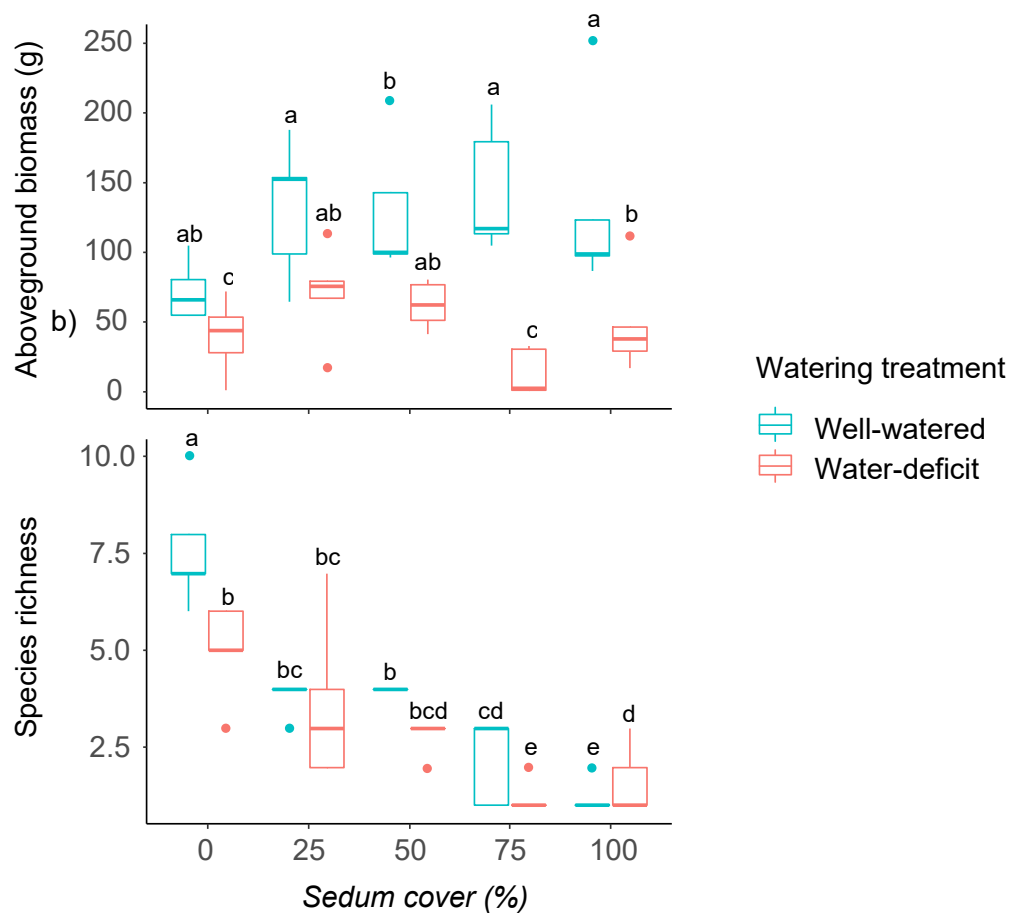 Aboveground biomass (g)
250
200
150
100
50
0
ab
c
a
ab
b
ab
a
c
a
b
b)
Watering treatment
Well-watered
Water-deficit
Species richness
10.0
7.5
5.0
2.5
a
b
bc
bc
b
bcd
cd
e
e
d
0 25 50 75 100
Sedum cover (%)